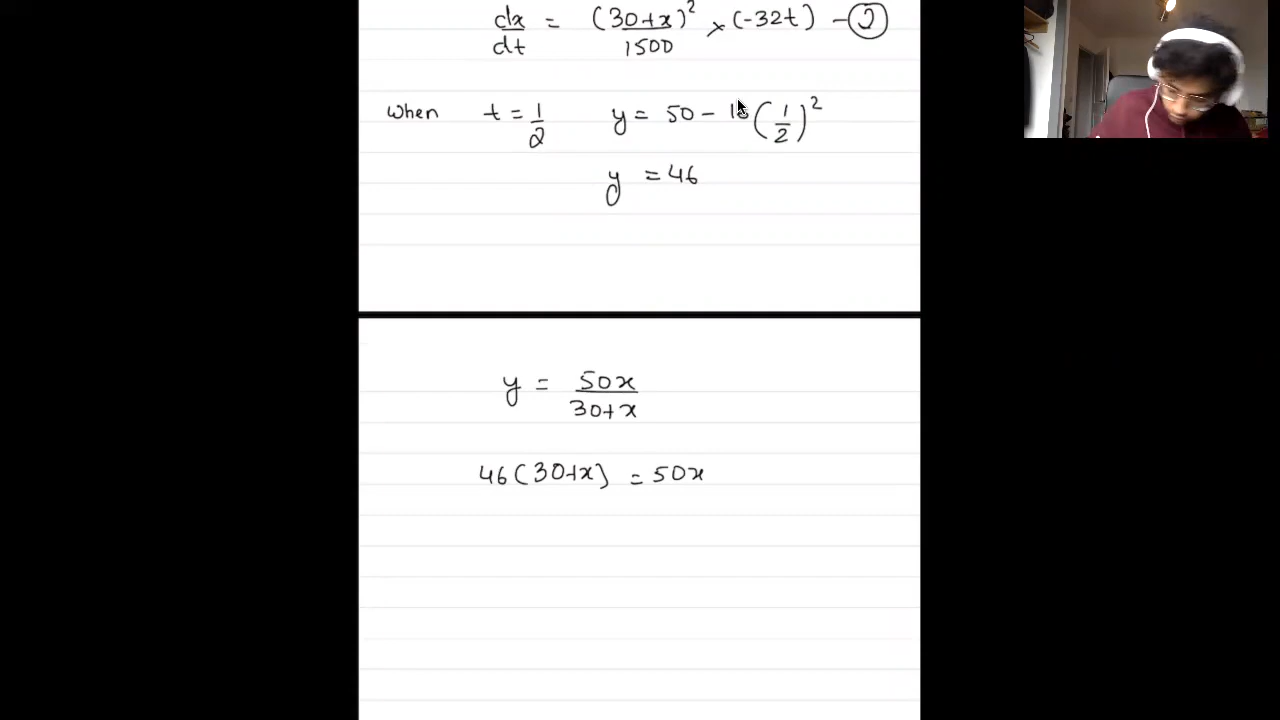 dx/dt = (30+x)²/1500 × (-32t) - ②
When t = 1/2 y = 50 - 16(1/2)²
y = 46
y = 50x/30+x
46(30+x) = 50x